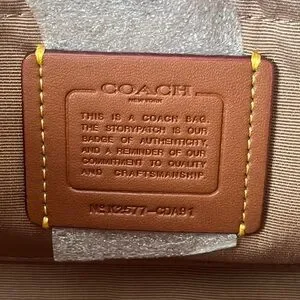 COACH
NEW YORK
THIS IS A COACH BAG.
THE STORYPATCH IS OUR
BADGE OF AUTHENTICITY,
AND A REMINDER OF OUR
COMMITMENT TO QUALITY
AND CRAFTSMANSHIP.